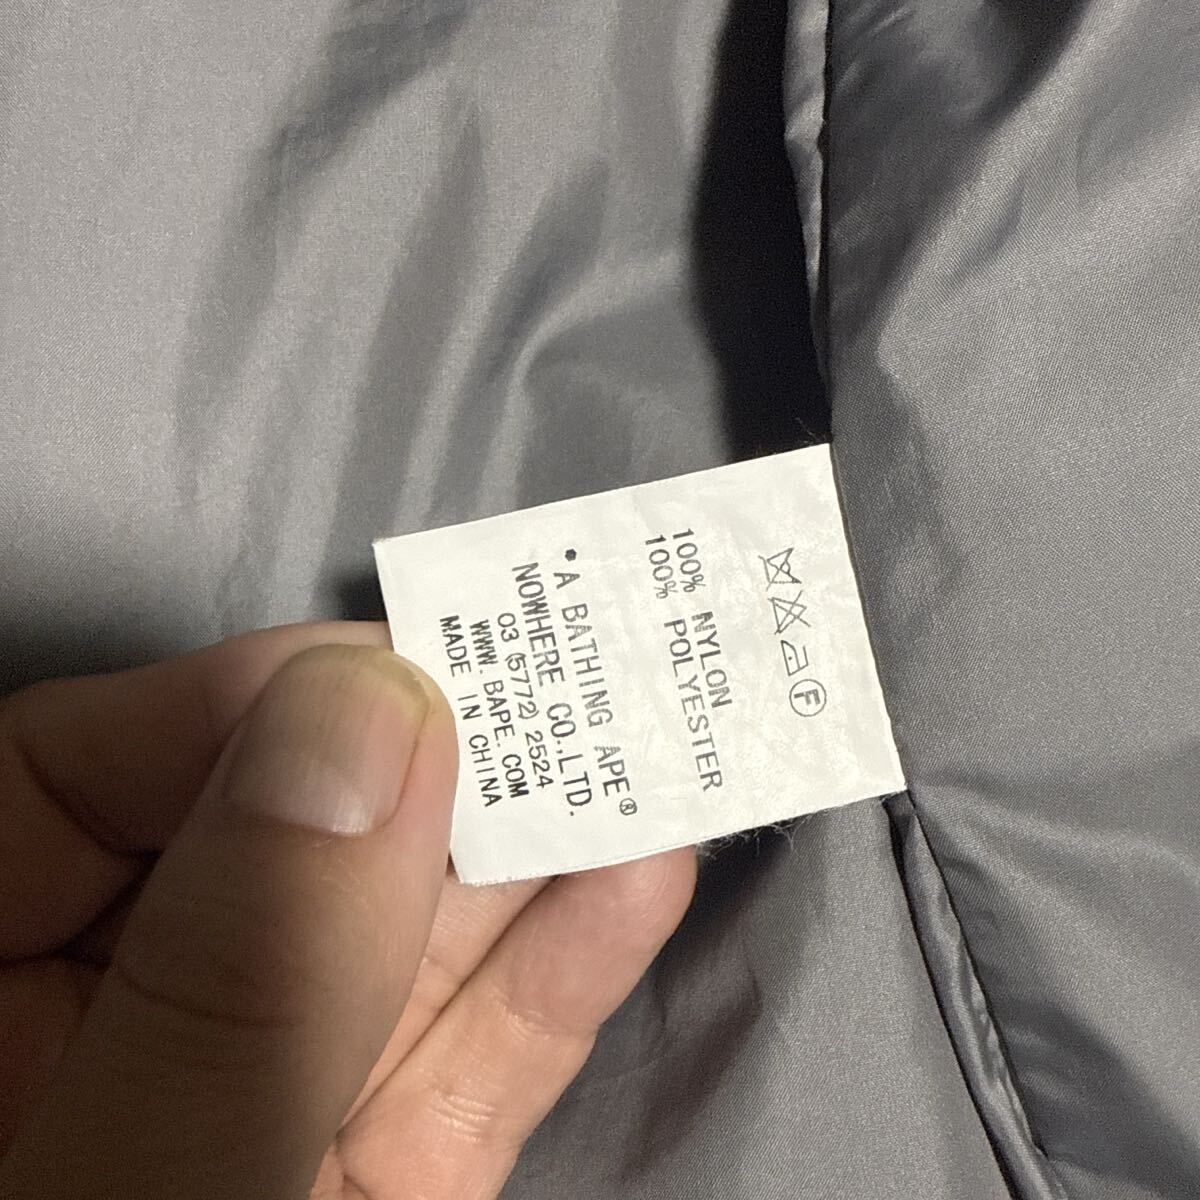 F
100% NYLON
100% POLYESTER
• A BATHING APE®
NOWHERE CO.,LTD.
03 (5772) 2524
WWW.BAPE.COM
MADE IN CHINA